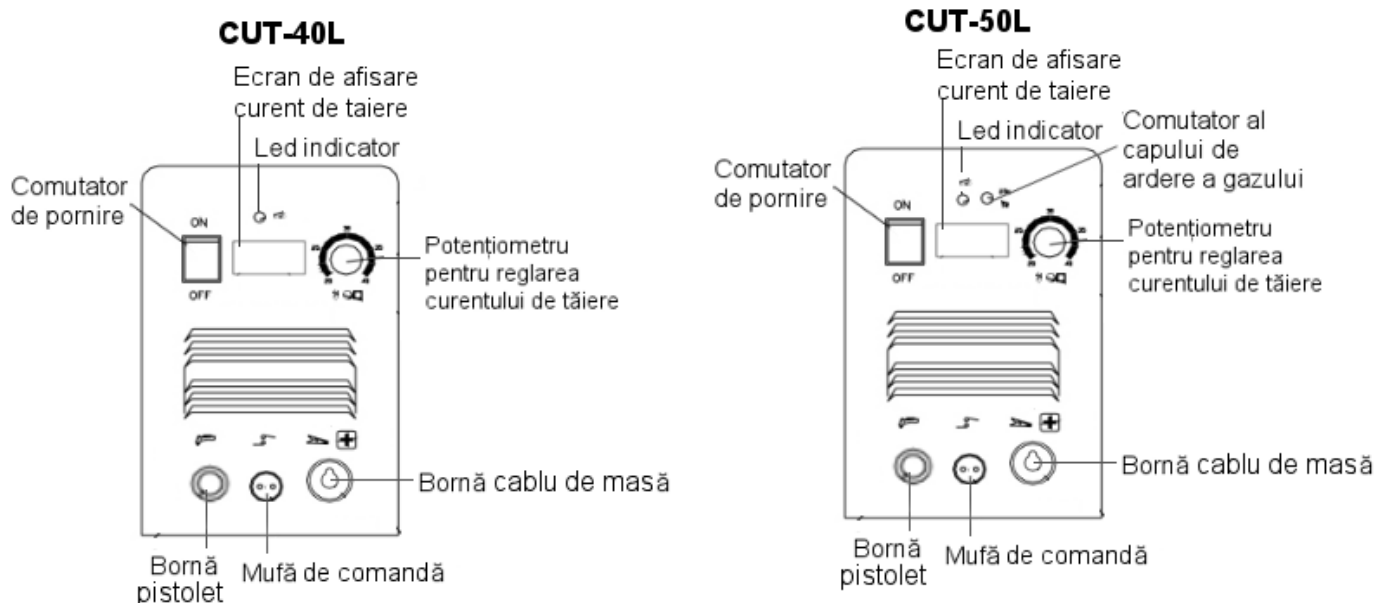 CUT-40L
Ecran de afisare
curent de taiere
Led indicator
Comutator
de pornire
ON
OFF
Potențiometru
pentru reglarea
curentului de tăiere
Bornă cablu de masă
Bornă
pistolet
Mufă de comandă
CUT-50L
Ecran de afisare
curent de taiere
Led indicator
Comutator al
capului de
ardere a gazului
Comutator
de pornire
ON
OFF
Potențiometru
pentru reglarea
curentului de tăiere
Bornă cablu de masă
Bornă
pistolet
Mufă de comandă